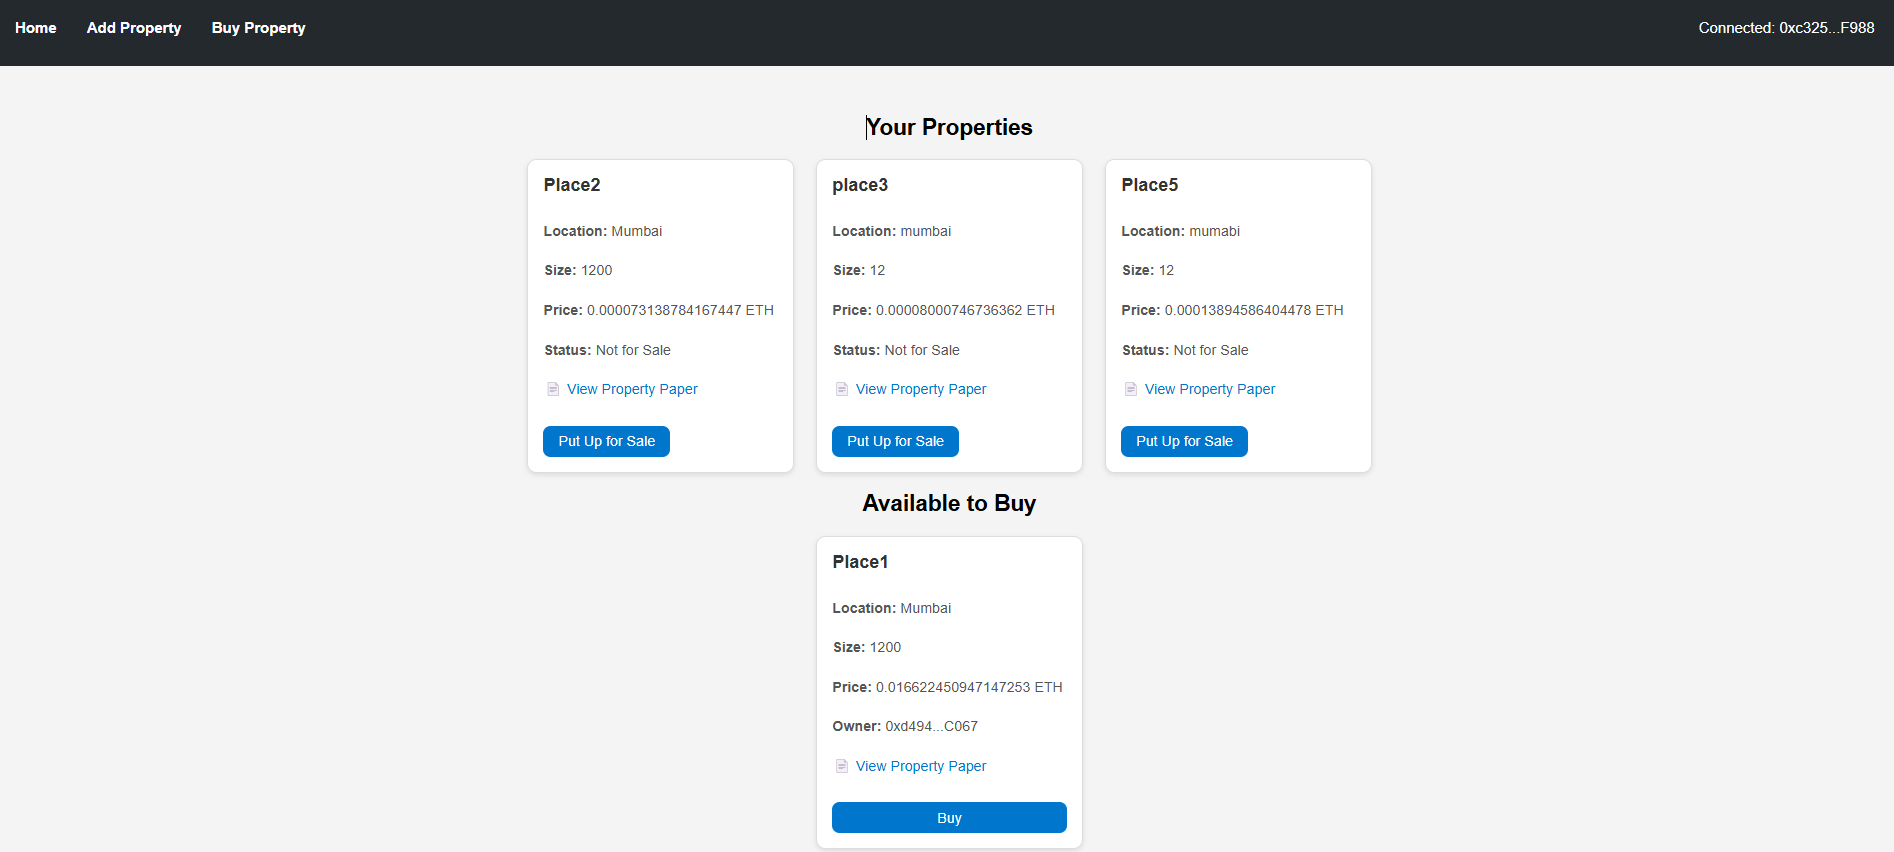 Home Add Property Buy Property Connected: 0xc325...F988
Your Properties
Place2
Location: Mumbai
Size: 1200
Price: 0.000073138784167447 ETH
Status: Not for Sale
View Property Paper
Put Up for Sale
place3
Location: mumbai
Size: 12
Price: 0.00008000746736362 ETH
Status: Not for Sale
View Property Paper
Put Up for Sale
Place5
Location: mumabi
Size: 12
Price: 0.00013894586404478 ETH
Status: Not for Sale
View Property Paper
Put Up for Sale
Available to Buy
Place1
Location: Mumbai
Size: 1200
Price: 0.016622450947147253 ETH
Owner: 0xd494...C067
View Property Paper
Buy